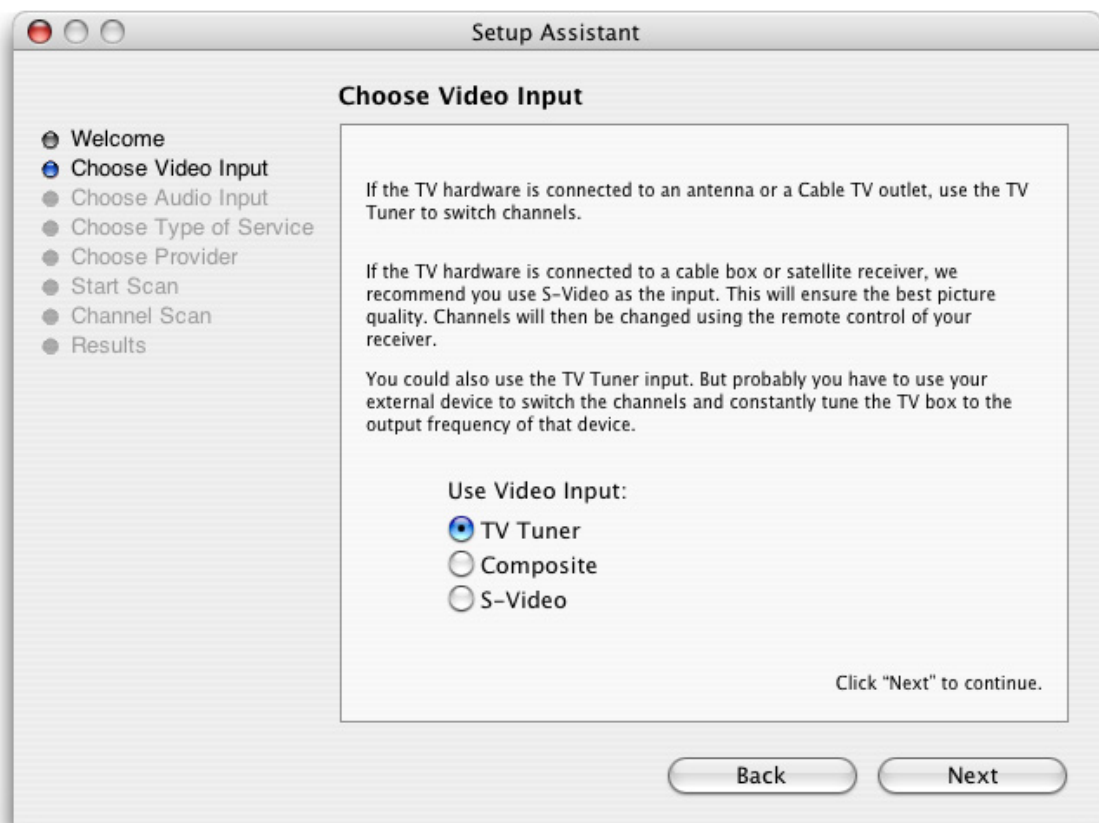 Setup Assistant
Choose Video Input
Welcome
Choose Video Input
Choose Audio Input
Choose Type of Service
Choose Provider
Start Scan
Channel Scan
Results
If the TV hardware is connected to an antenna or a Cable TV outlet, use the TV
Tuner to switch channels.
If the TV hardware is connected to a cable box or satellite receiver, we
recommend you use S-Video as the input. This will ensure the best picture
quality. Channels will then be changed using the remote control of your
receiver.
You could also use the TV Tuner input. But probably you have to use your
external device to switch the channels and constantly tune the TV box to the
output frequency of that device.
Use Video Input:
TV Tuner
Composite
S-Video
Click “Next” to continue.
Back
Next